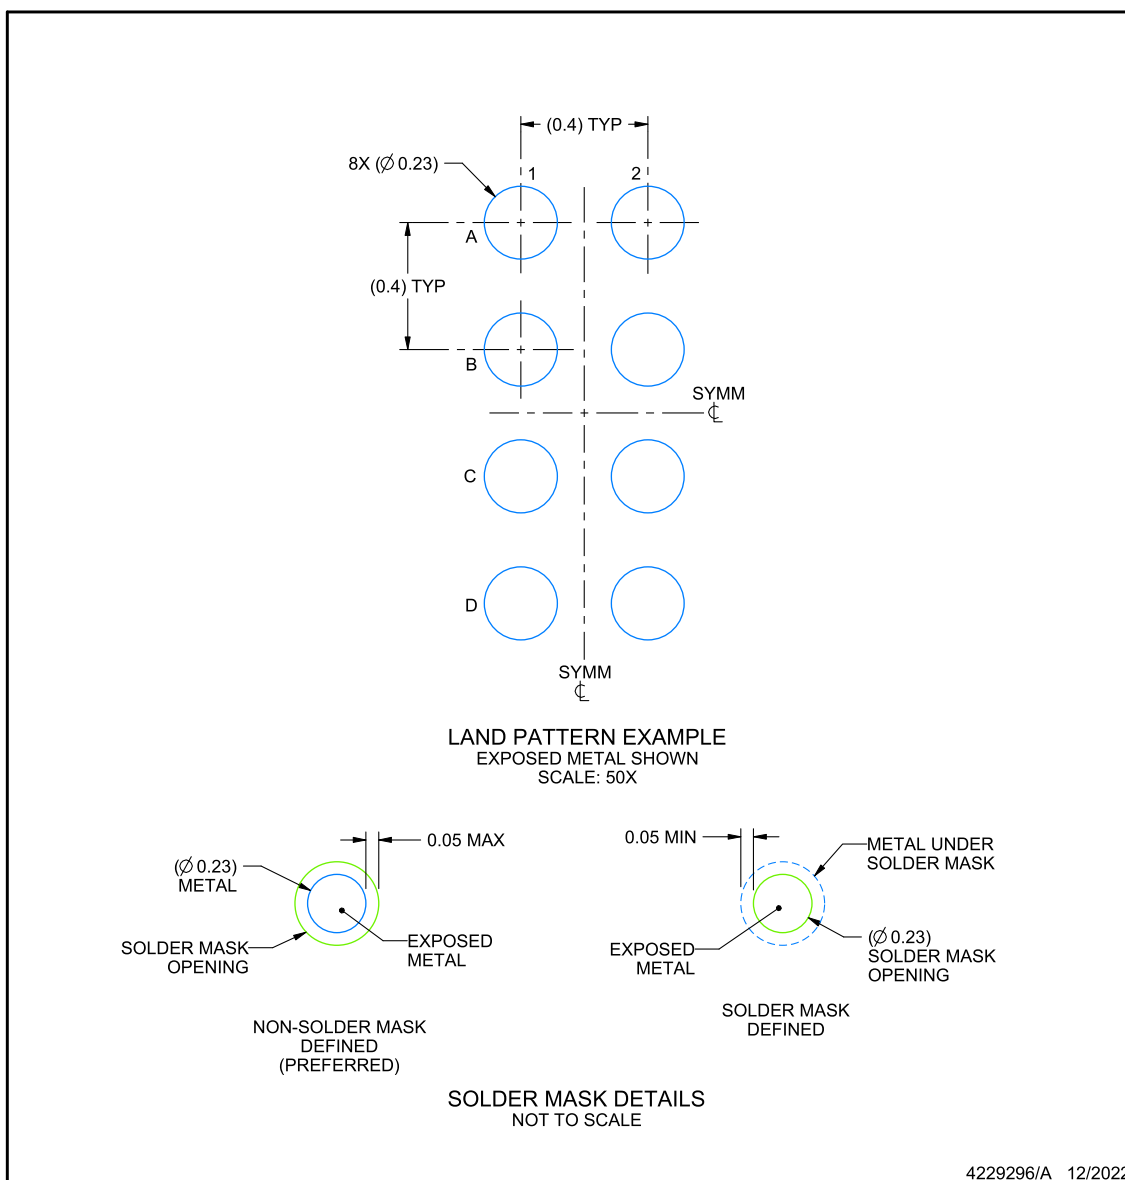 (0.4) TYP
8X (Ø 0.23)
1
2
A
(0.4) TYP
B
SYMM
℄
C
D
SYMM
℄
LAND PATTERN EXAMPLE
EXPOSED METAL SHOWN
SCALE: 50X
0.05 MAX
(Ø 0.23)
METAL
SOLDER MASK
OPENING
EXPOSED
METAL
NON-SOLDER MASK
DEFINED
(PREFERRED)
0.05 MIN
METAL UNDER
SOLDER MASK
EXPOSED
METAL
(Ø 0.23)
SOLDER MASK
OPENING
SOLDER MASK
DEFINED
SOLDER MASK DETAILS
NOT TO SCALE
4229296/A 12/2022